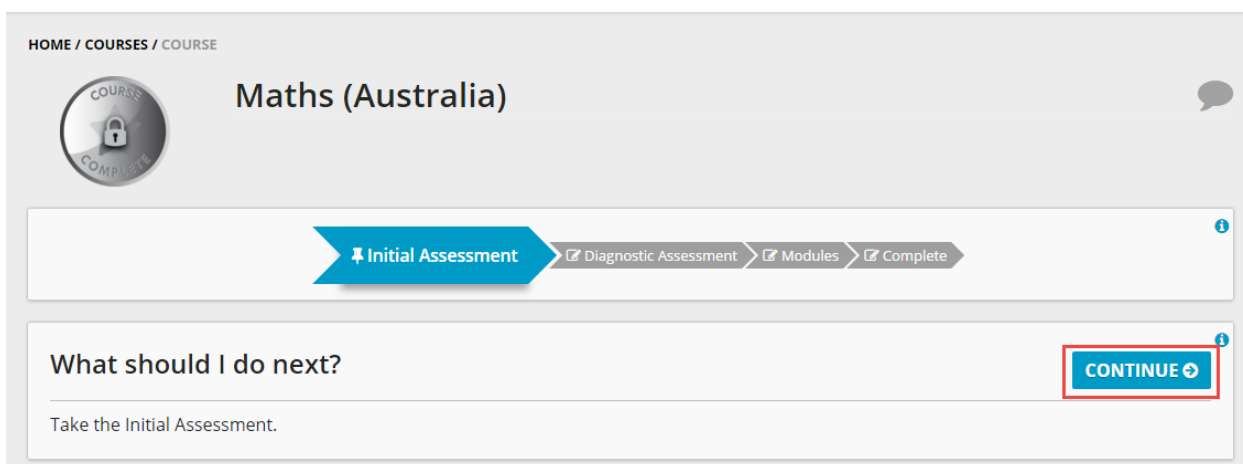 HOME / COURSES / COURSE
COURSE
COMPLETE
Maths (Australia)
Initial Assessment Diagnostic Assessment Modules Complete
What should I do next?
CONTINUE
Take the Initial Assessment.